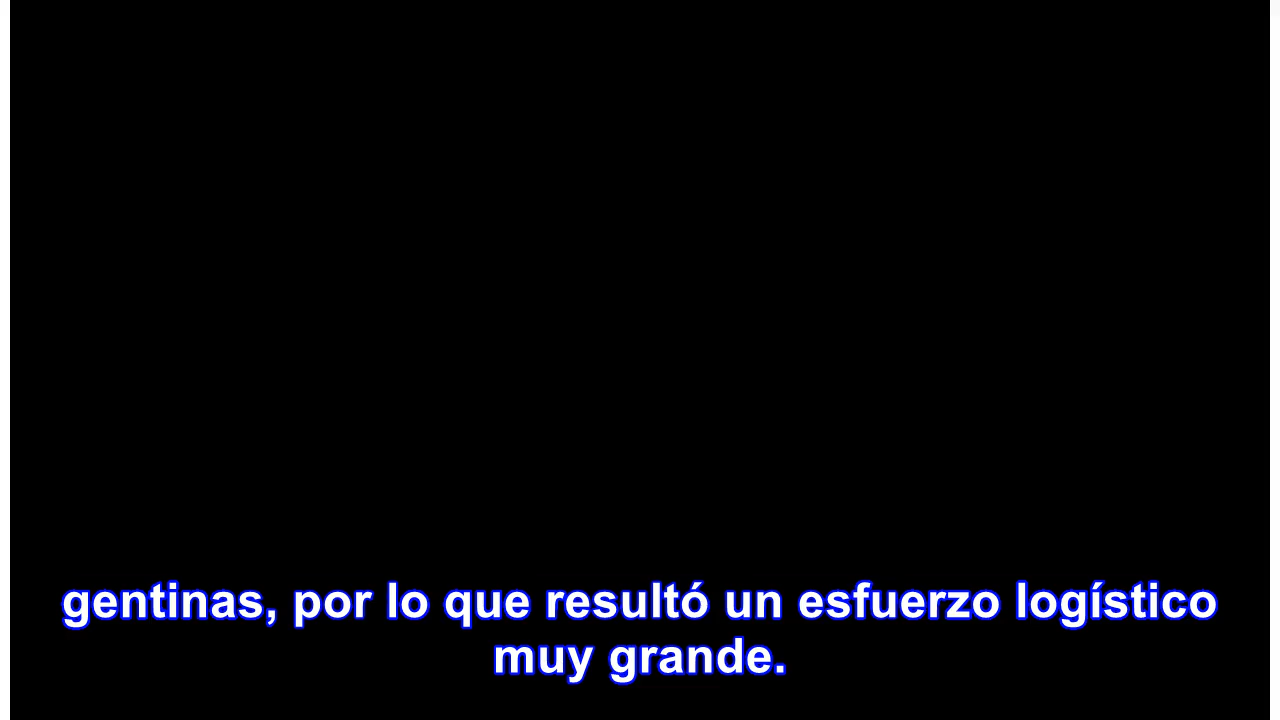 gentinas, por lo que resultó un esfuerzo logístico
muy grande.